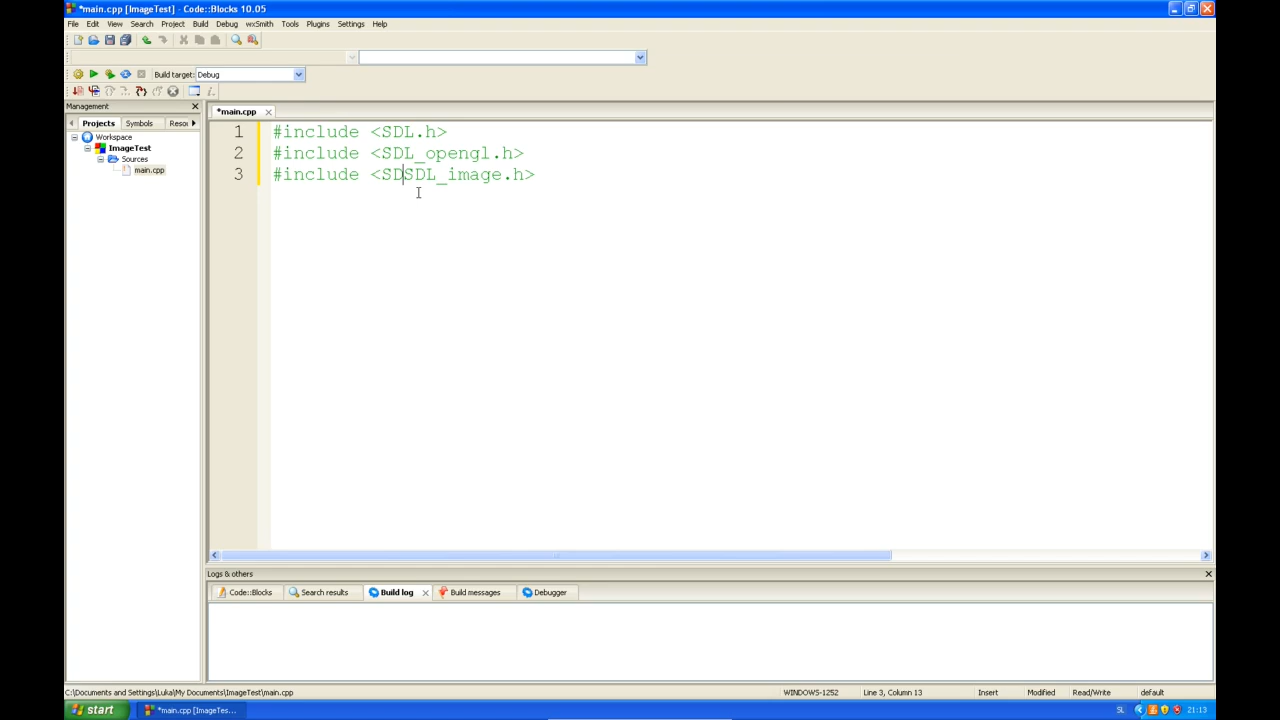 *main.cpp [ImageTest] - Code::Blocks 10.05
File Edit View Search Project Build Debug wxSmith Tools Plugins Settings Help
Build target: Debug
Management
Projects Symbols Resou
*main.cpp
Workspace
ImageTest
Sources
main.cpp
1 #include <SDL.h>
2 #include <SDL_opengl.h>
3 #include <SDSDL_image.h>
Logs & others
Code::Blocks Search results Build log Build messages Debugger
C:\Documents and Settings\Luka\My Documents\ImageTest\main.cpp WINDOWS-1252 Line 3, Column 13 Insert Modified Read/Write default
start *main.cpp [ImageTes... SL 21:13